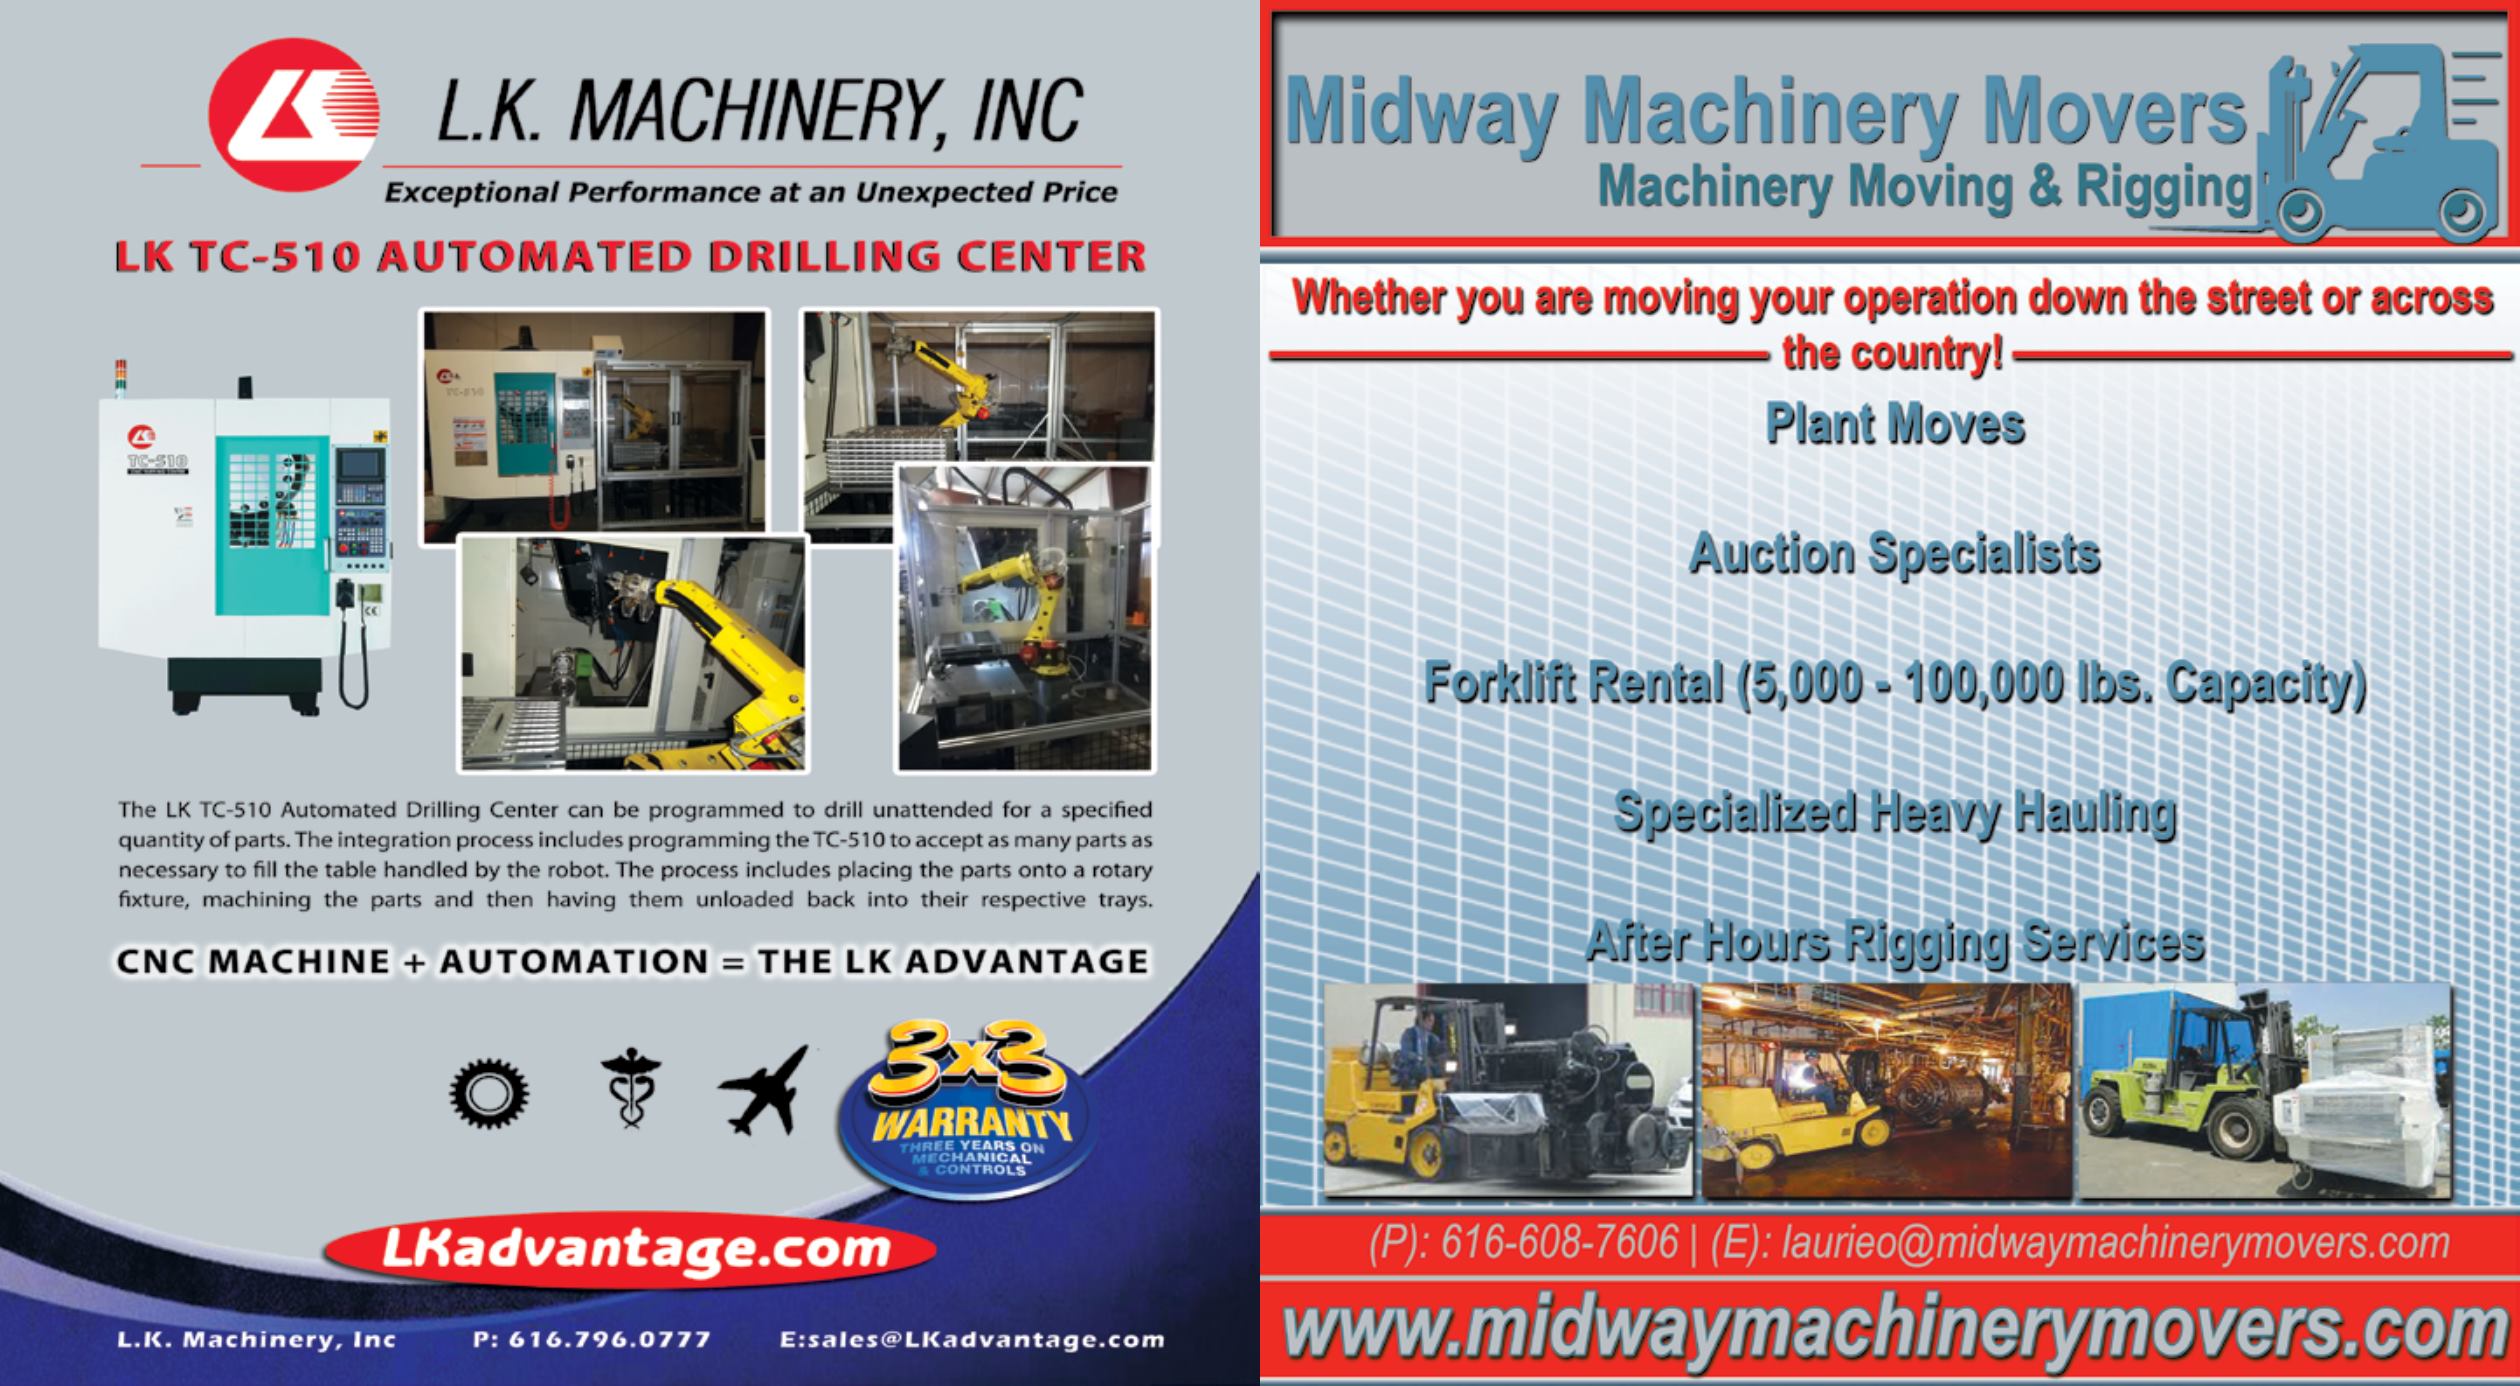 L.K. MACHINERY, INC
Exceptional Performance at an Unexpected Price
LK TC-510 AUTOMATED DRILLING CENTER
TC-510
TC-510
The LK TC-510 Automated Drilling Center can be programmed to drill unattended for a specified
quantity of parts. The integration process includes programming the TC-510 to accept as many parts as
necessary to fill the table handled by the robot. The process includes placing the parts onto a rotary
fixture, machining the parts and then having them unloaded back into their respective trays.
CNC MACHINE + AUTOMATION = THE LK ADVANTAGE
3x3
WARRANTY
THREE YEARS ON
MECHANICAL
& CONTROLS
LKadvantage.com
L.K. Machinery, Inc P: 616.796.0777 E:sales@LKadvantage.com
Midway Machinery Movers
Machinery Moving & Rigging
Whether you are moving your operation down the street or across
the country!
Plant Moves
Auction Specialists
Forklift Rental (5,000 - 100,000 lbs. Capacity)
Specialized Heavy Hauling
After Hours Rigging Services
(P): 616-608-7606 | (E): laurieo@midwaymachinerymovers.com
www.midwaymachinerymovers.com